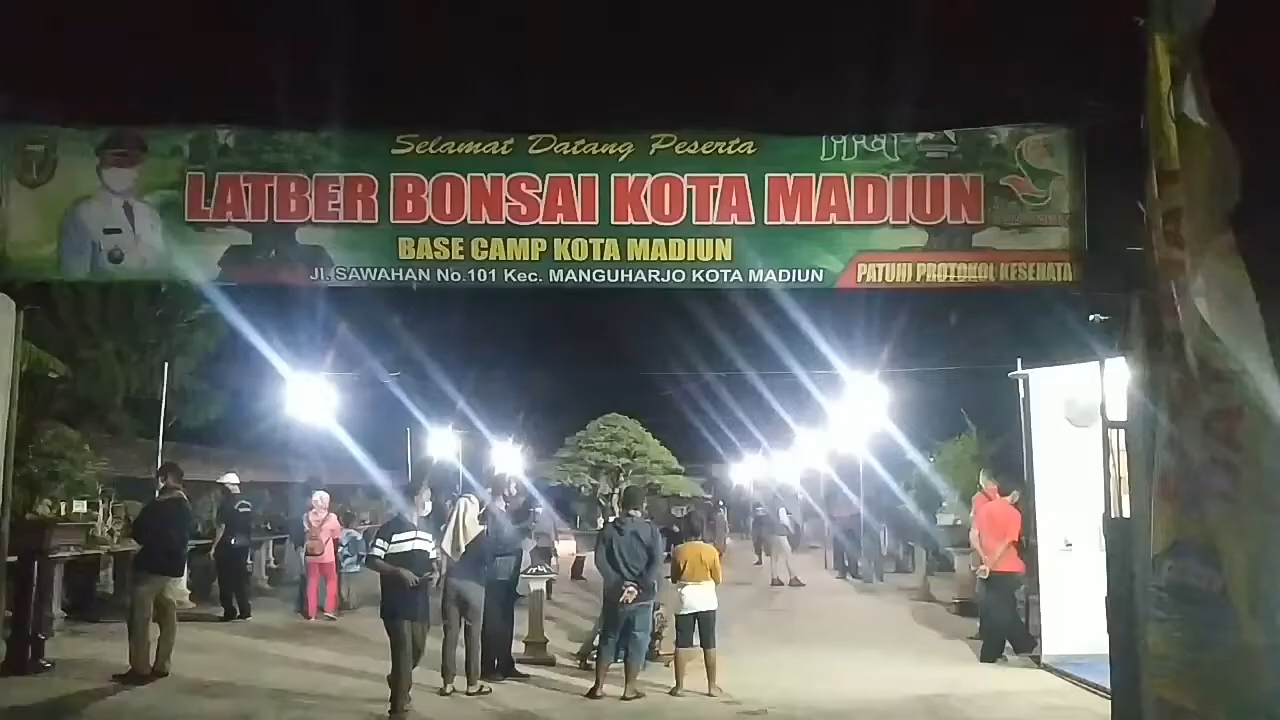 Selamat Datang Peserta
LATBER BONSAI KOTA MADIUN
BASE CAMP KOTA MADIUN
Jl. SAWAHAN No.101 Kec. MANGUHARJO KOTA MADIUN
PATUHI PROTOKOL KESEHATA